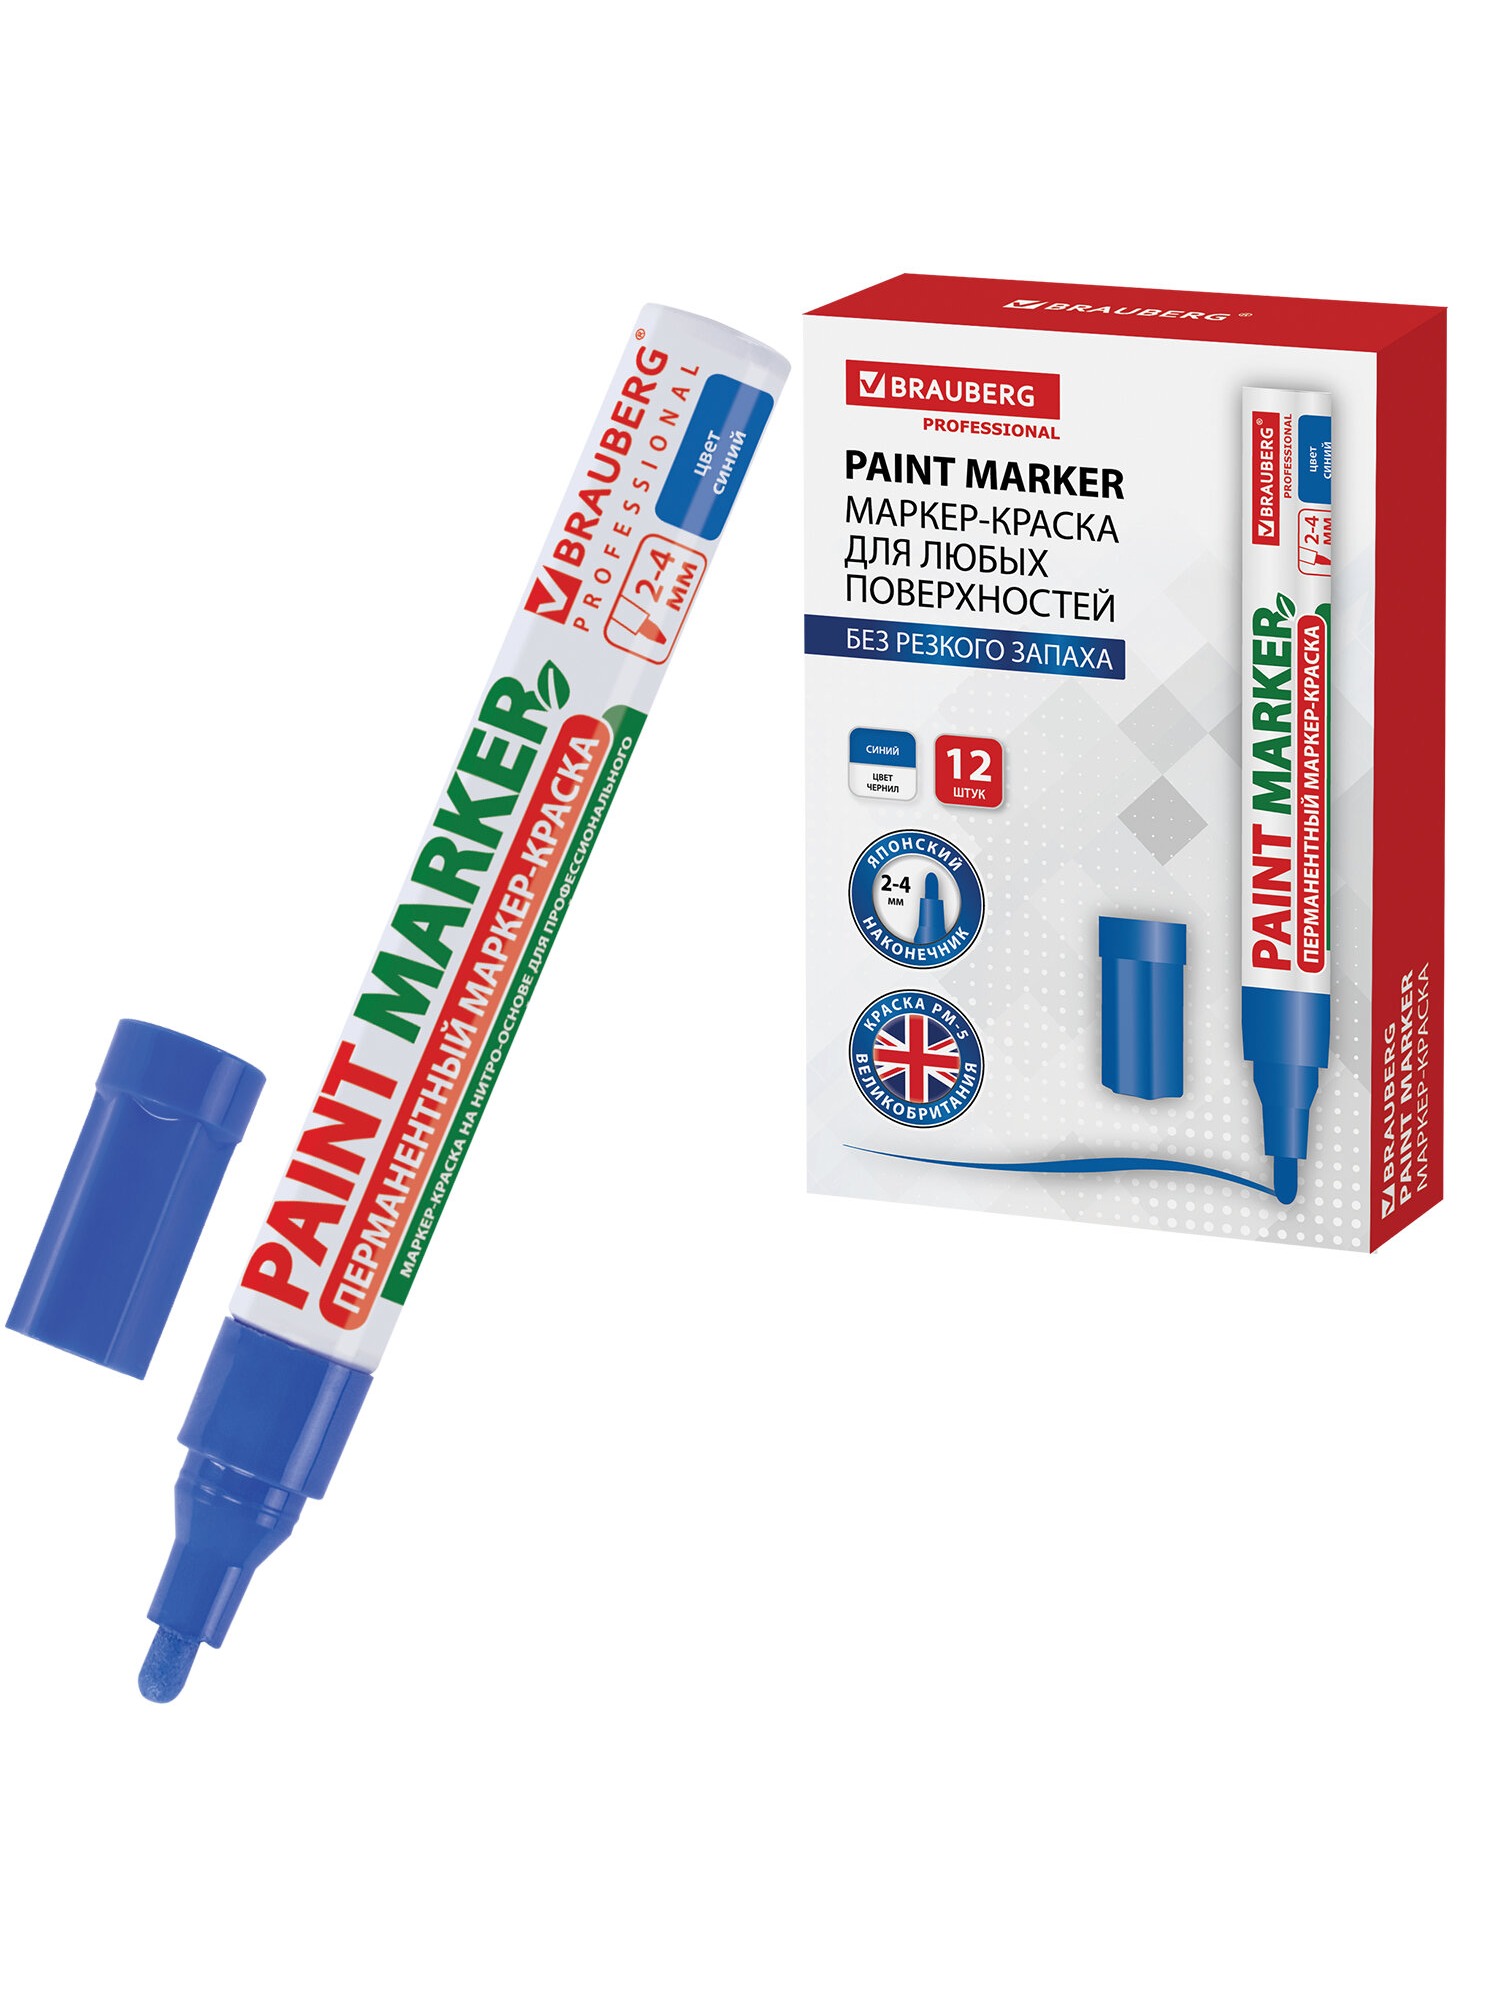 BRAUBERG®
PROFESSIONAL
цвет
синий
2-4
мм
PAINT MARKER
ПЕРМАНЕНТНЫЙ МАРКЕР-КРАСКА
МАРКЕР-КРАСКА НА НИТРО-ОСНОВЕ ДЛЯ ПРОФЕССИОНАЛЬНОГО
BRAUBERG®
BRAUBERG
PROFESSIONAL
PAINT MARKER
МАРКЕР-КРАСКА
ДЛЯ ЛЮБЫХ
ПОВЕРХНОСТЕЙ
БЕЗ РЕЗКОГО ЗАПАХА
СИНИЙ
ЦВЕТ
ЧЕРНИЛ
12
ШТУК
ЯПОНСКИЙ
2-4
мм
НАКОНЕЧНИК
КРАСКА PM-5
ВЕЛИКОБРИТАНИЯ
BRAUBERG®
PROFESSIONAL
цвет
синий
2-4
мм
PAINT MARKER
ПЕРМАНЕНТНЫЙ МАРКЕР-КРАСКА
BRAUBERG
PAINT MARKER
МАРКЕР-КРАСКА